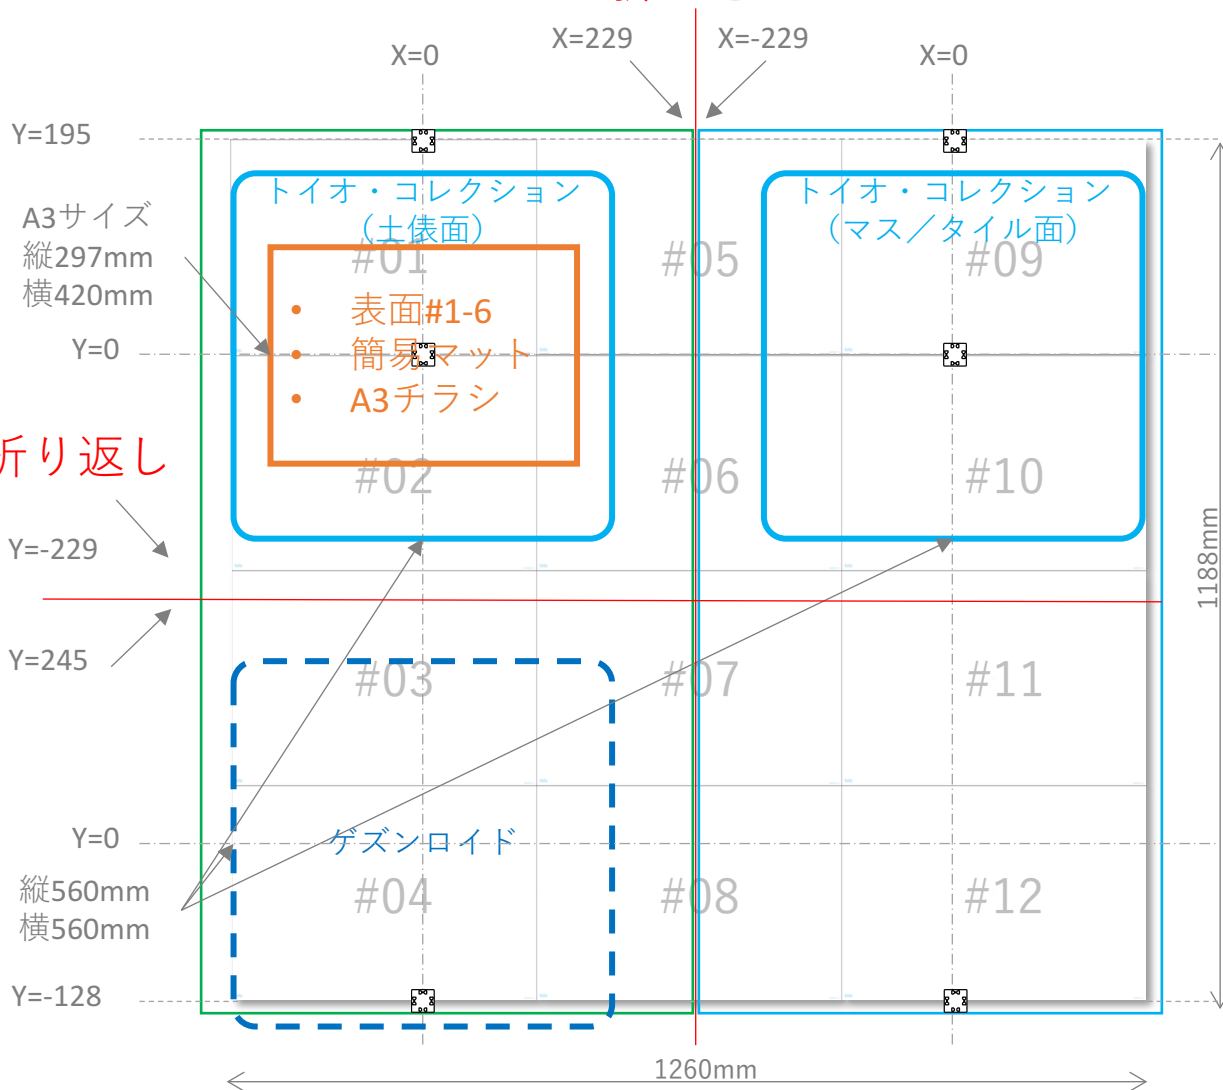 X=229
X=-229
X=0
X=0
Y=195
トイオ・コレクション
（土俵面）
トイオ・コレクション
（マス／タイル面）
A3サイズ
縦297mm
横420mm
#01
#05
#09
• 表面#1-6
• 簡易マット
• A3チラシ
Y=0
折り返し
#02
#06
#10
Y=-229
1188mm
Y=245
#03
#07
#11
Y=0
ゲズンロイド
縦560mm
横560mm
#04
#08
#12
Y=-128
1260mm